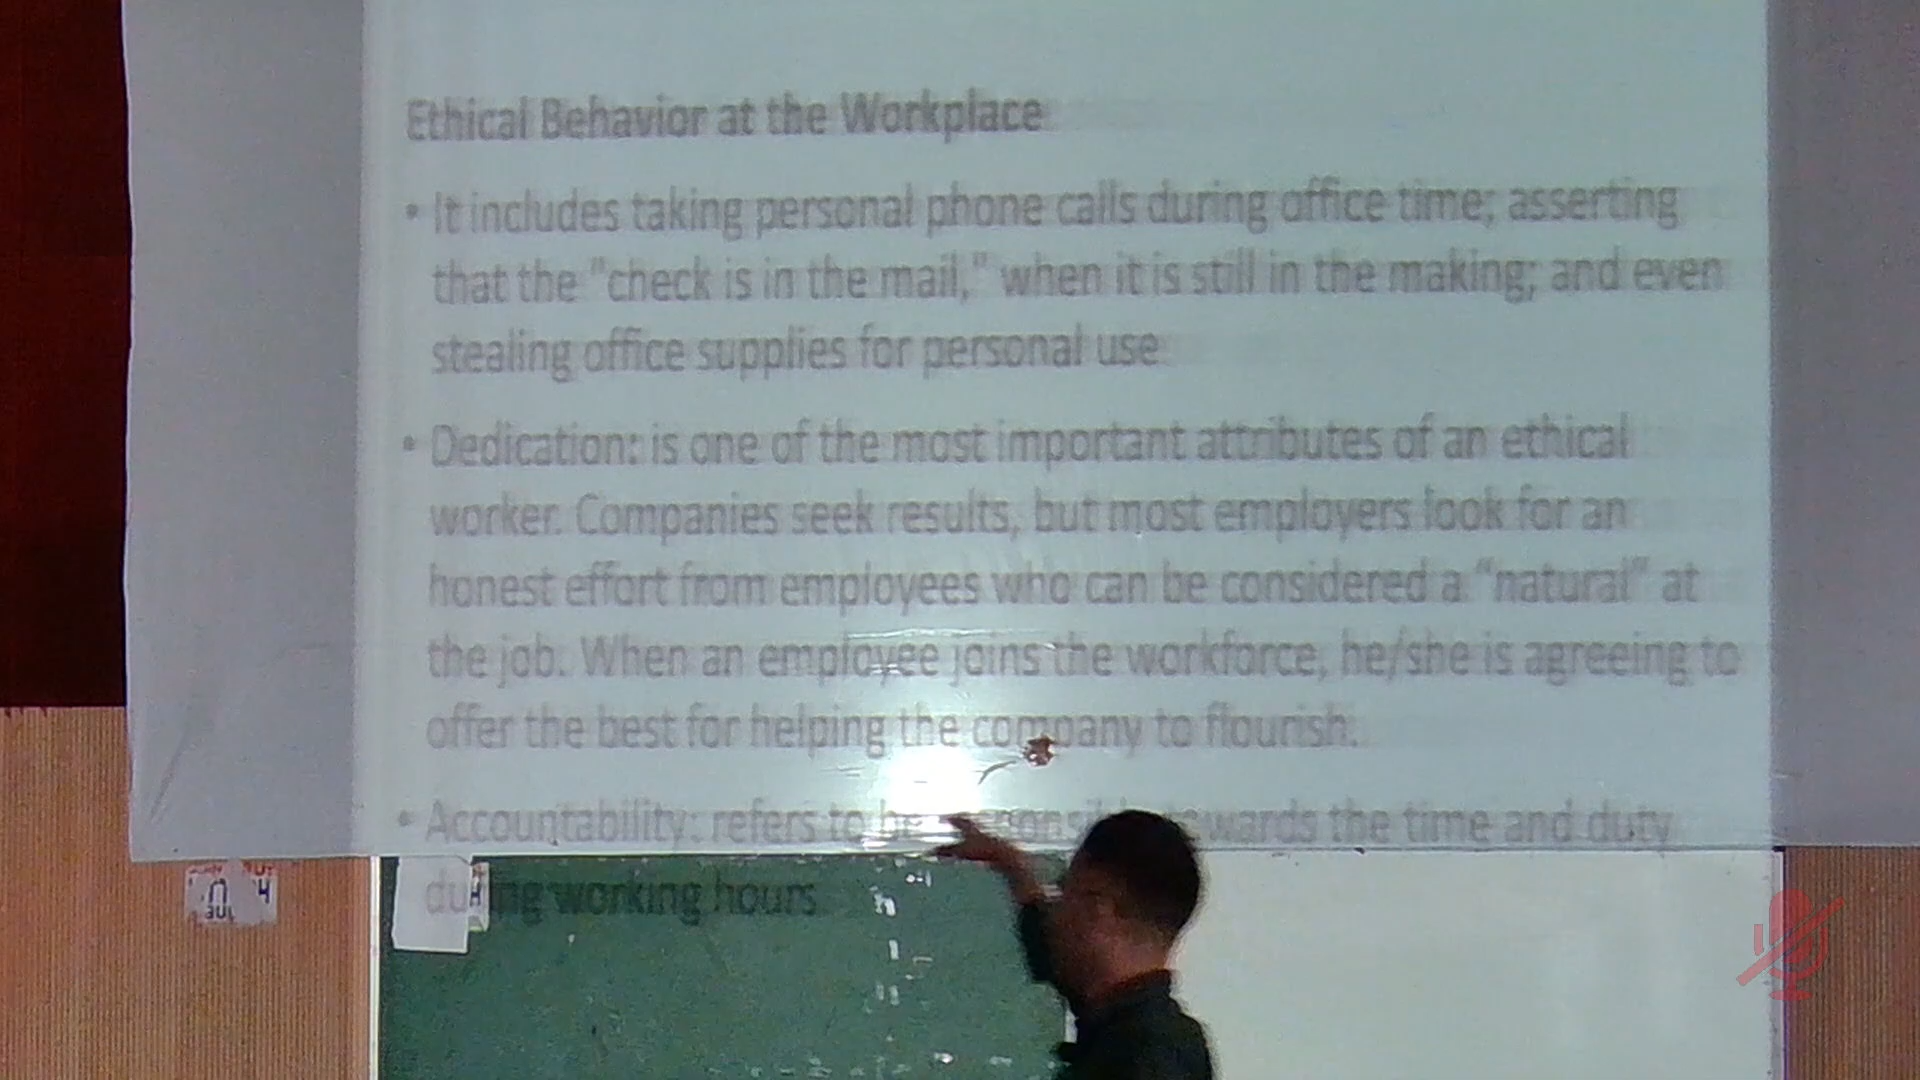 Ethical Behavior at the Workplace
• It includes taking personal phone calls during office time; asserting
that the "check is in the mail," when it is still in the making; and even
stealing office supplies for personal use
• Dedication: is one of the most important attributes of an ethical
worker. Companies seek results, but most employers look for an
honest effort from employees who can be considered a "natural" at
the job. When an employee joins the workforce, he/she is agreeing to
offer the best for helping the company to flourish.
• Accountability: refers to towards the time and duty
during working hours